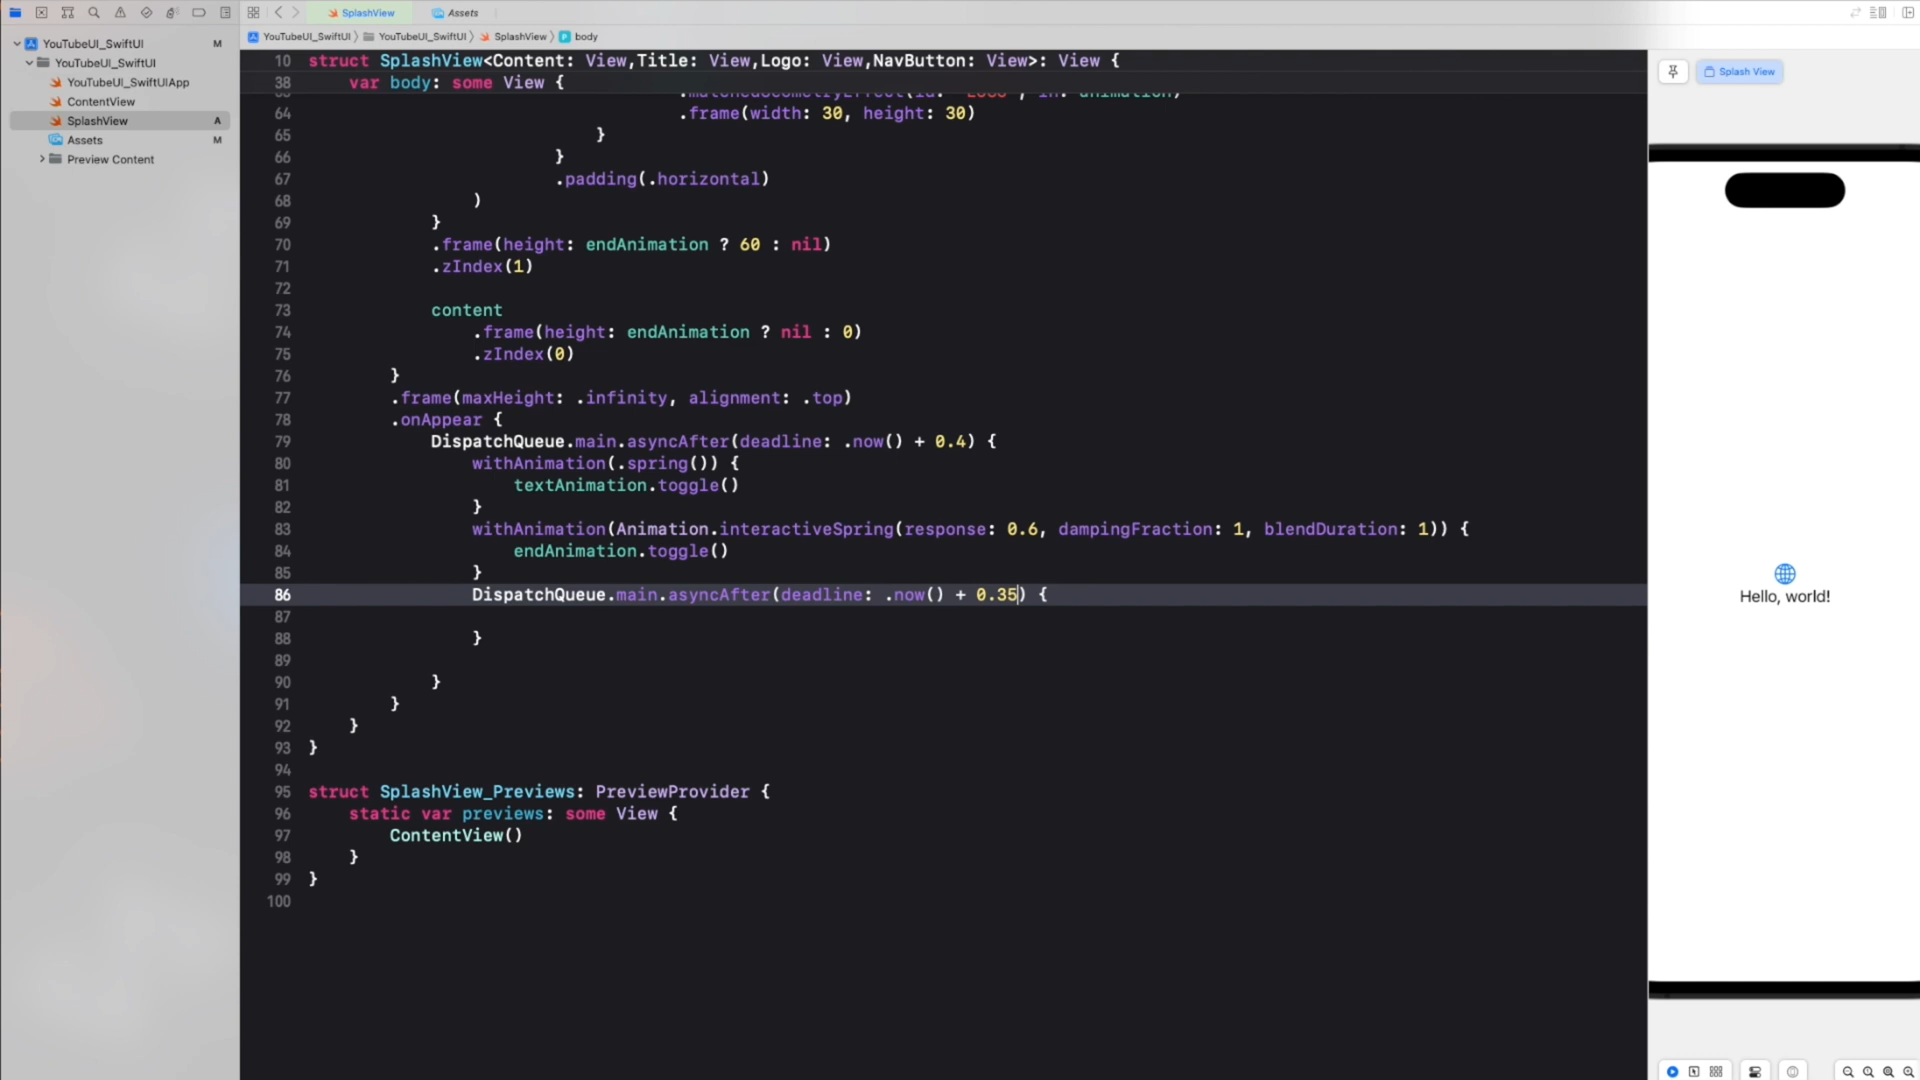 SplashView
Assets
YouTubeUI_SwiftUI M
YouTubeUI_SwiftUI
YouTubeUI_SwiftUIApp
ContentView
SplashView A
Assets M
Preview Content
YouTubeUI_SwiftUI ⟩ YouTubeUI_SwiftUI ⟩ SplashView ⟩ body
10 struct SplashView<Content: View,Title: View,Logo: View,NavButton: View>: View {
38 var body: some View {
64 .frame(width: 30, height: 30)
65 }
66 }
67 .padding(.horizontal)
68 )
69 }
70 .frame(height: endAnimation ? 60 : nil)
71 .zIndex(1)
72
73 content
74 .frame(height: endAnimation ? nil : 0)
75 .zIndex(0)
76 }
77 .frame(maxHeight: .infinity, alignment: .top)
78 .onAppear {
79 DispatchQueue.main.asyncAfter(deadline: .now() + 0.4) {
80 withAnimation(.spring()) {
81 textAnimation.toggle()
82 }
83 withAnimation(Animation.interactiveSpring(response: 0.6, dampingFraction: 1, blendDuration: 1)) {
84 endAnimation.toggle()
85 }
86 DispatchQueue.main.asyncAfter(deadline: .now() + 0.35) {
87
88 }
89
90 }
91 }
92 }
93 }
94
95 struct SplashView_Previews: PreviewProvider {
96 static var previews: some View {
97 ContentView()
98 }
99 }
100
Splash View
Hello, world!